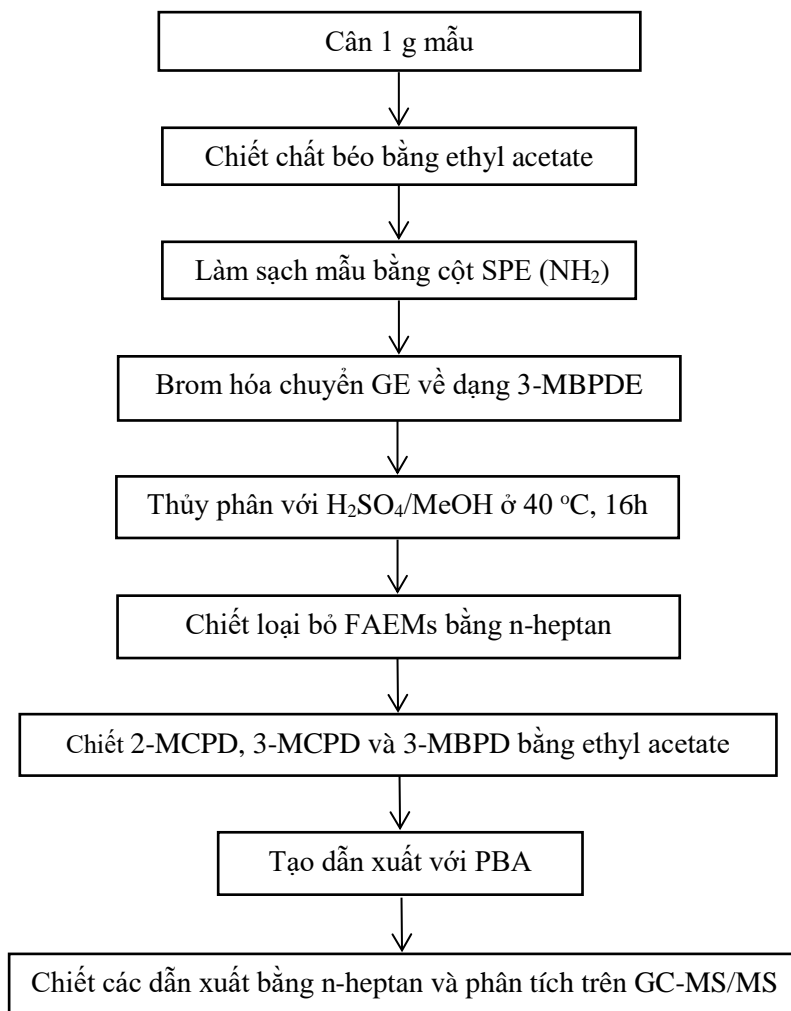 Cân 1 g mẫu
Chiết chất béo bằng ethyl acetate
Làm sạch mẫu bằng cột SPE (NH₂)
Brom hóa chuyển GE về dạng 3-MBPDE
Thủy phân với H₂SO₄/MeOH ở 40 ºC, 16h
Chiết loại bỏ FAEMs bằng n-heptan
Chiết 2-MCPD, 3-MCPD và 3-MBPD bằng ethyl acetate
Tạo dẫn xuất với PBA
Chiết các dẫn xuất bằng n-heptan và phân tích trên GC-MS/MS